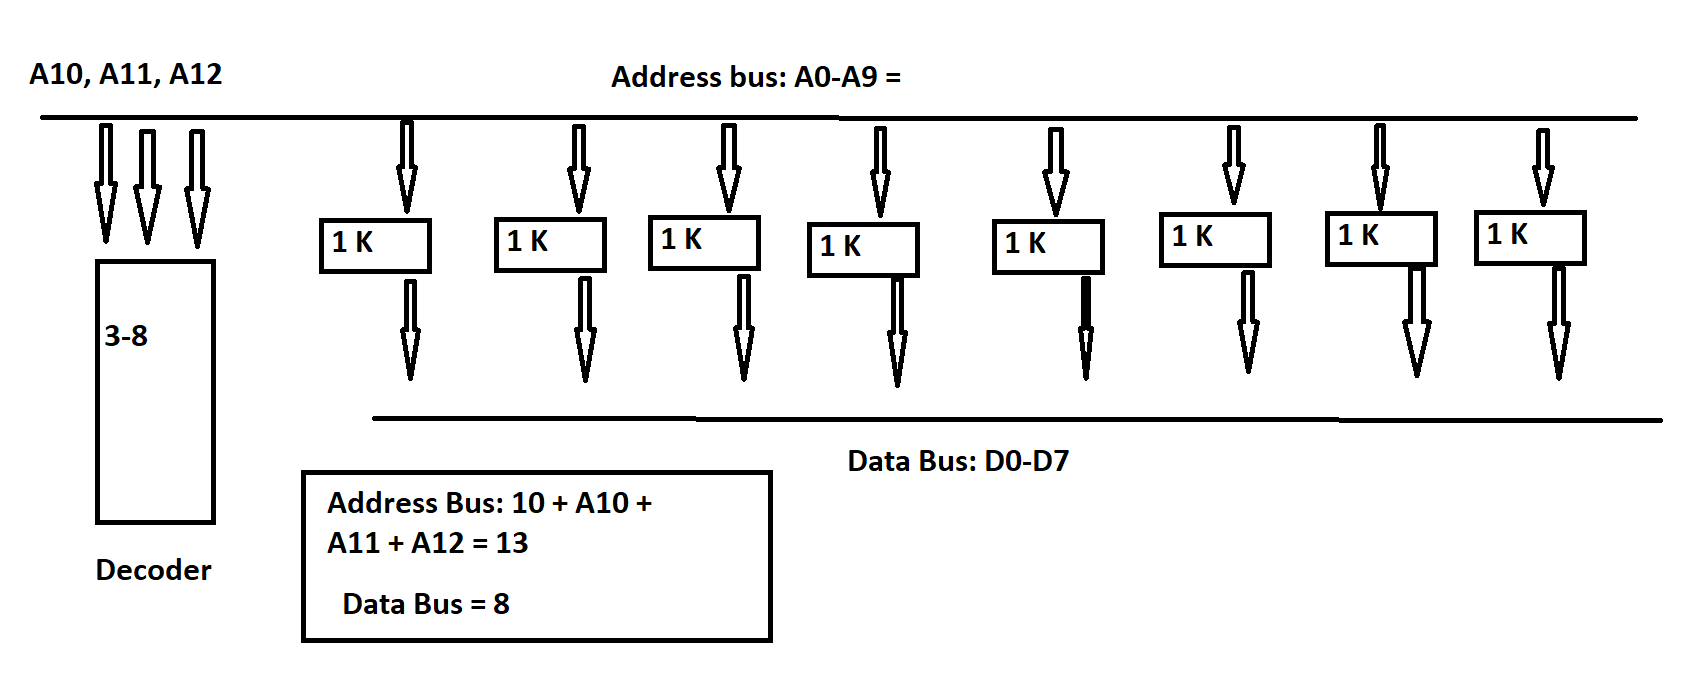 A10, A11, A12
Address bus: A0-A9 =
1 K
1 K
1 K
1 K
1 K
1 K
1 K
1 K
3-8
Decoder
Data Bus: D0-D7
Address Bus: 10 + A10 +
A11 + A12 = 13
Data Bus = 8